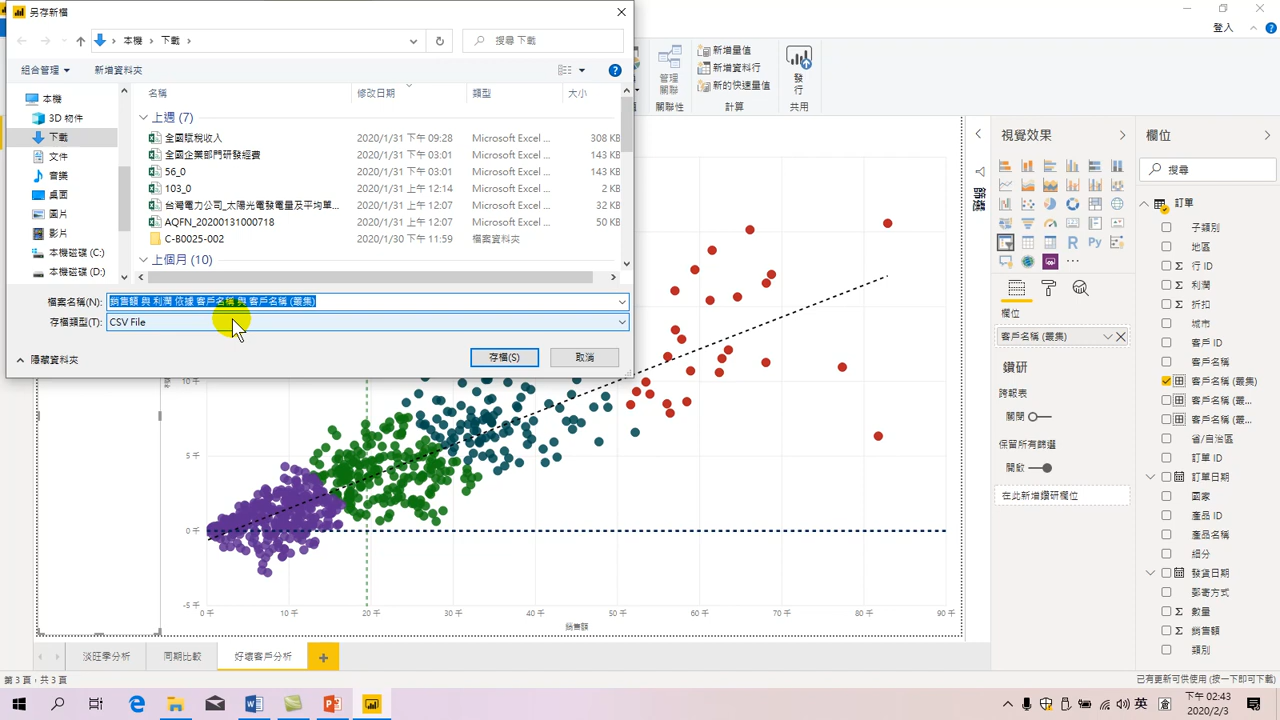 另存新檔
登入
本機 › 下載 ›
搜尋 下載
組合管理
新增資料夾
本機
3D 物件
下載
文件
音樂
桌面
圖片
影片
本機磁碟 (C:)
本機磁碟 (D:)
名稱 修改日期 類型 大小
上週 (7)
全國賦稅收入 2020/1/31 下午 09:28 Microsoft Excel ... 308 KB
全國企業部門研發經費 2020/1/31 下午 03:01 Microsoft Excel ... 143 KB
56_0 2020/1/31 下午 03:01 Microsoft Excel ... 143 KB
103_0 2020/1/31 上午 12:14 Microsoft Excel ... 2 KB
台灣電力公司_太陽光電發電量及平均單... 2020/1/31 上午 12:07 Microsoft Excel ... 32 KB
AQFN_20200131000718 2020/1/31 上午 12:07 Microsoft Excel ... 50 KB
C-B0025-002 2020/1/30 下午 11:59 檔案資料夾
上個月 (10)
檔案名稱(N): 銷售額 與 利潤 依據 客戶名稱 與 客戶名稱 (叢集)
存檔類型(T): CSV File
隱藏資料夾
存檔(S)
取消
管理
關聯
關聯性
新增量值
新增資料行
新的快速量值
計算
發
行
共用
10 千
5 千
0 千
-5 千
0 千 10 千 20 千 30 千 40 千 50 千 60 千 70 千 80 千 90 千
銷售額
篩選
視覺效果
R Py
欄位
客戶名稱 (叢集)
鑽研
跨報表
關閉
保留所有篩選
開啟
在此新增鑽研欄位
欄位
搜尋
訂單
子類別
地區
行 ID
利潤
折扣
城市
客戶 ID
客戶名稱
客戶名稱 (叢集)
客戶名稱 (叢...
客戶名稱 (叢...
省/自治區
訂單 ID
訂單日期
國家
產品 ID
產品名稱
細分
發貨日期
郵寄方式
數量
銷售額
類別
淡旺季分析 同期比較 好壞客戶分析
第 3 頁，共 3 頁
已有更新可供使用 (按一下即可下載)
英
下午 02:43
2020/2/3